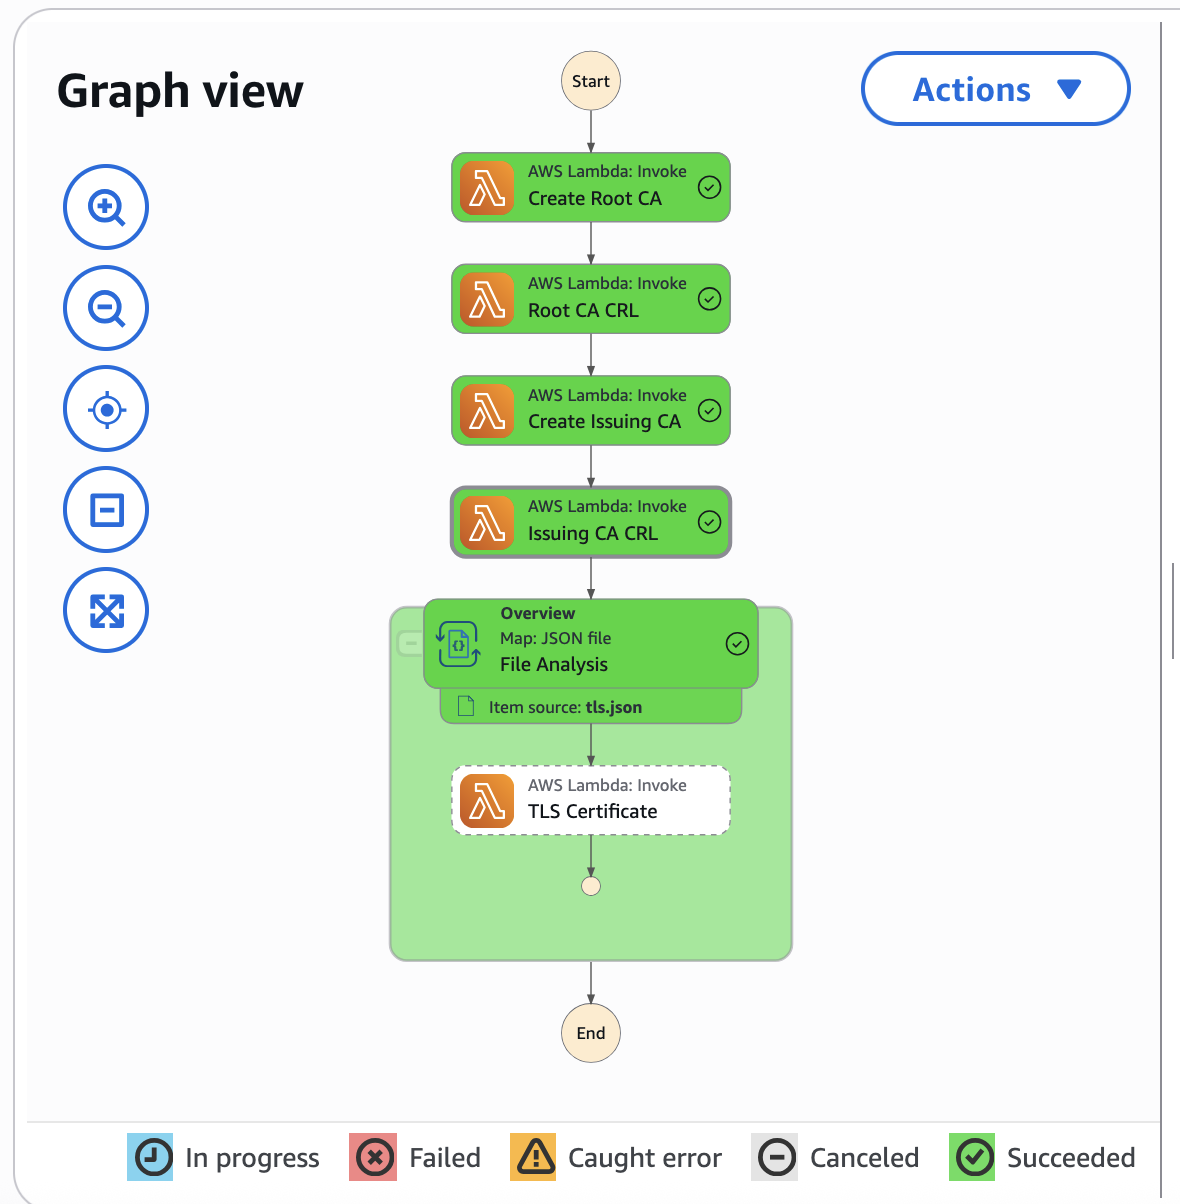 Graph view
Start
Actions
AWS Lambda: Invoke
Create Root CA
AWS Lambda: Invoke
Root CA CRL
AWS Lambda: Invoke
Create Issuing CA
AWS Lambda: Invoke
Issuing CA CRL
Overview
Map: JSON file
File Analysis
{}
Item source: tls.json
AWS Lambda: Invoke
TLS Certificate
End
In progress
Failed
Caught error
Canceled
Succeeded